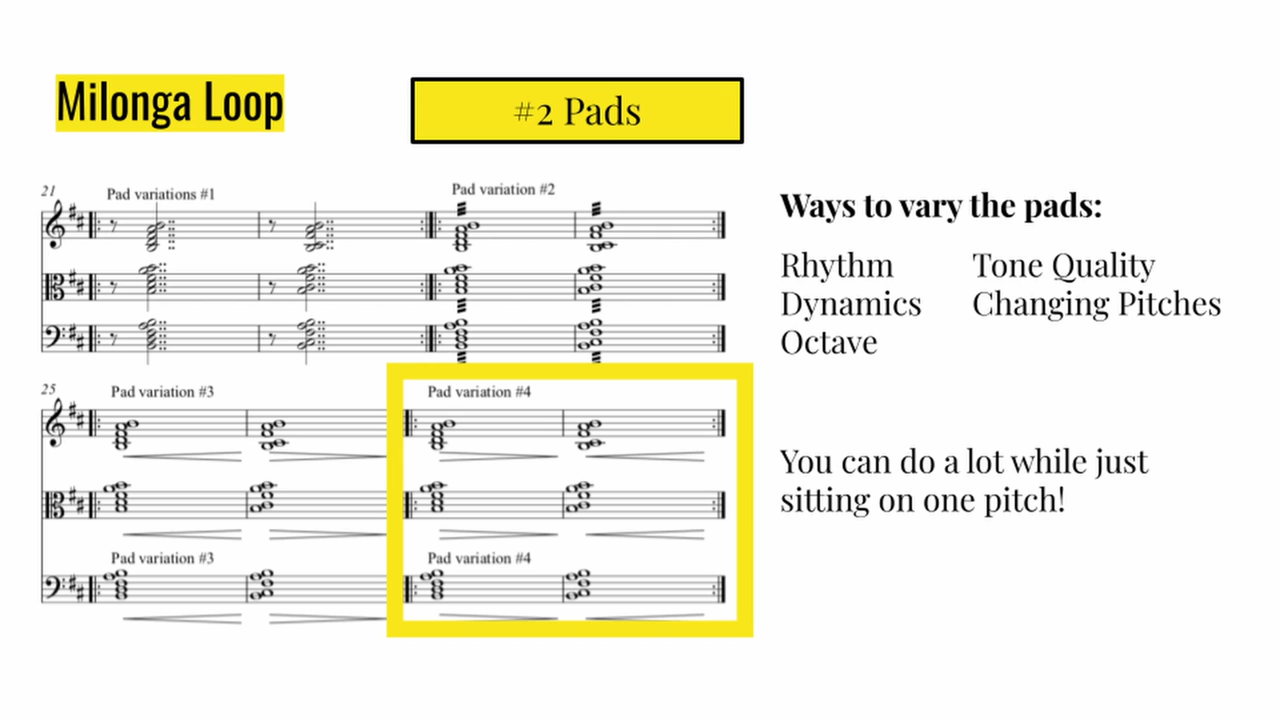 Milonga Loop
#2 Pads
21
Pad variations #1
Pad variation #2
25
Pad variation #3
Pad variation #4
Pad variation #3
Pad variation #4
Ways to vary the pads:
Rhythm
Tone Quality
Dynamics
Changing Pitches
Octave
You can do a lot while just
sitting on one pitch!